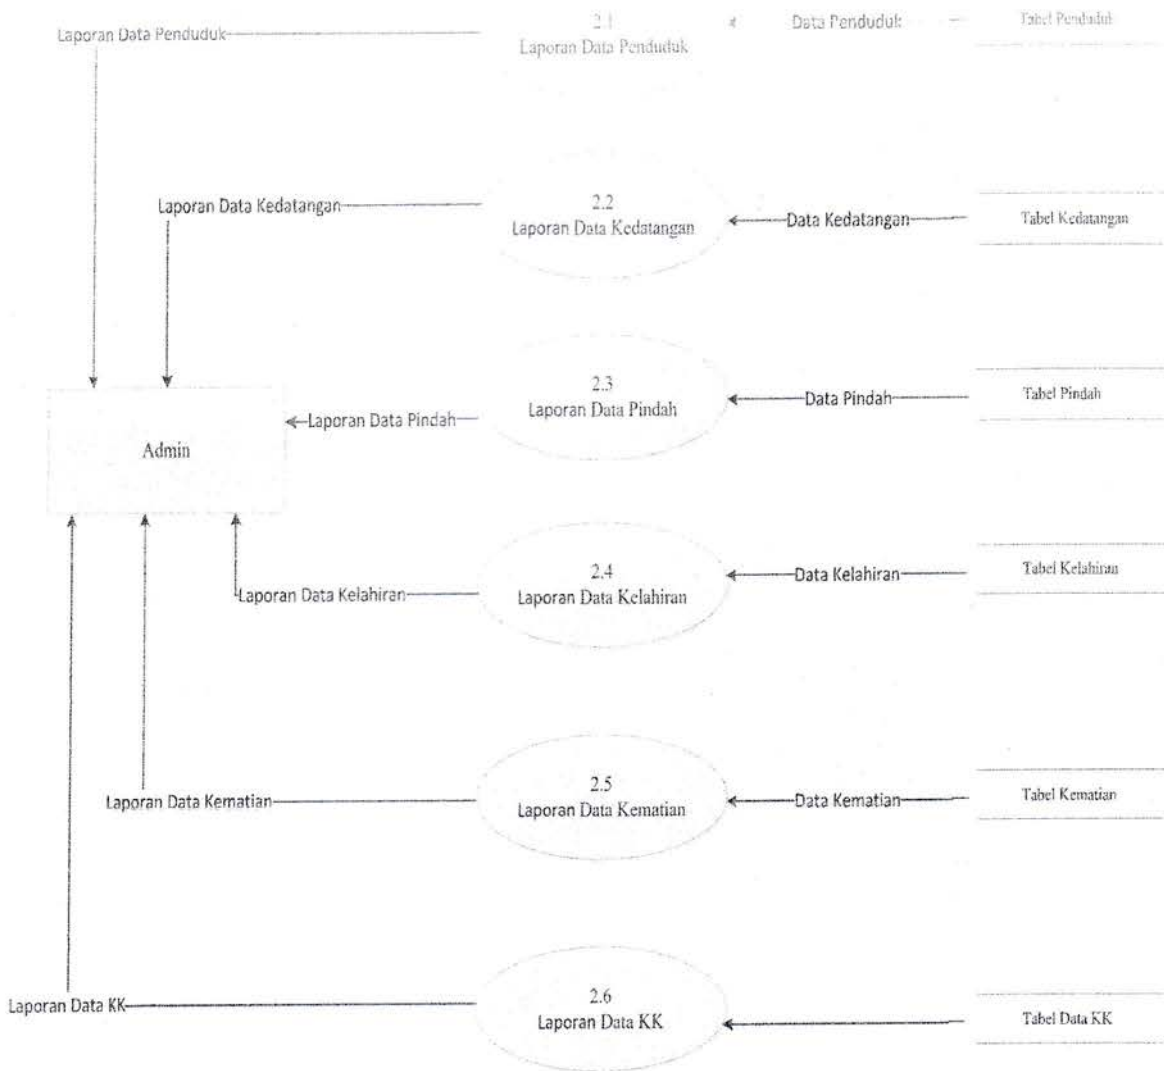 2.1
Laporan Data Penduduk
Laporan Data Penduduk
Data Penduduk
Tabel Penduduk
Laporan Data Kedatangan
2.2
Laporan Data Kedatangan
Data Kedatangan
Tabel Kedatangan
2.3
Laporan Data Pindah
Data Pindah
Tabel Pindah
Laporan Data Pindah
Admin
2.4
Laporan Data Kelahiran
Data Kelahiran
Tabel Kelahiran
Laporan Data Kelahiran
2.5
Laporan Data Kematian
Laporan Data Kematian
Data Kematian
Tabel Kematian
2.6
Laporan Data KK
Laporan Data KK
Tabel Data KK